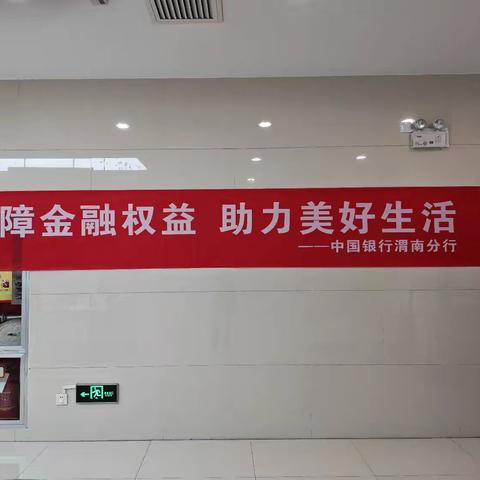 障金融权益 助力美好生活
——中国银行渭南分行